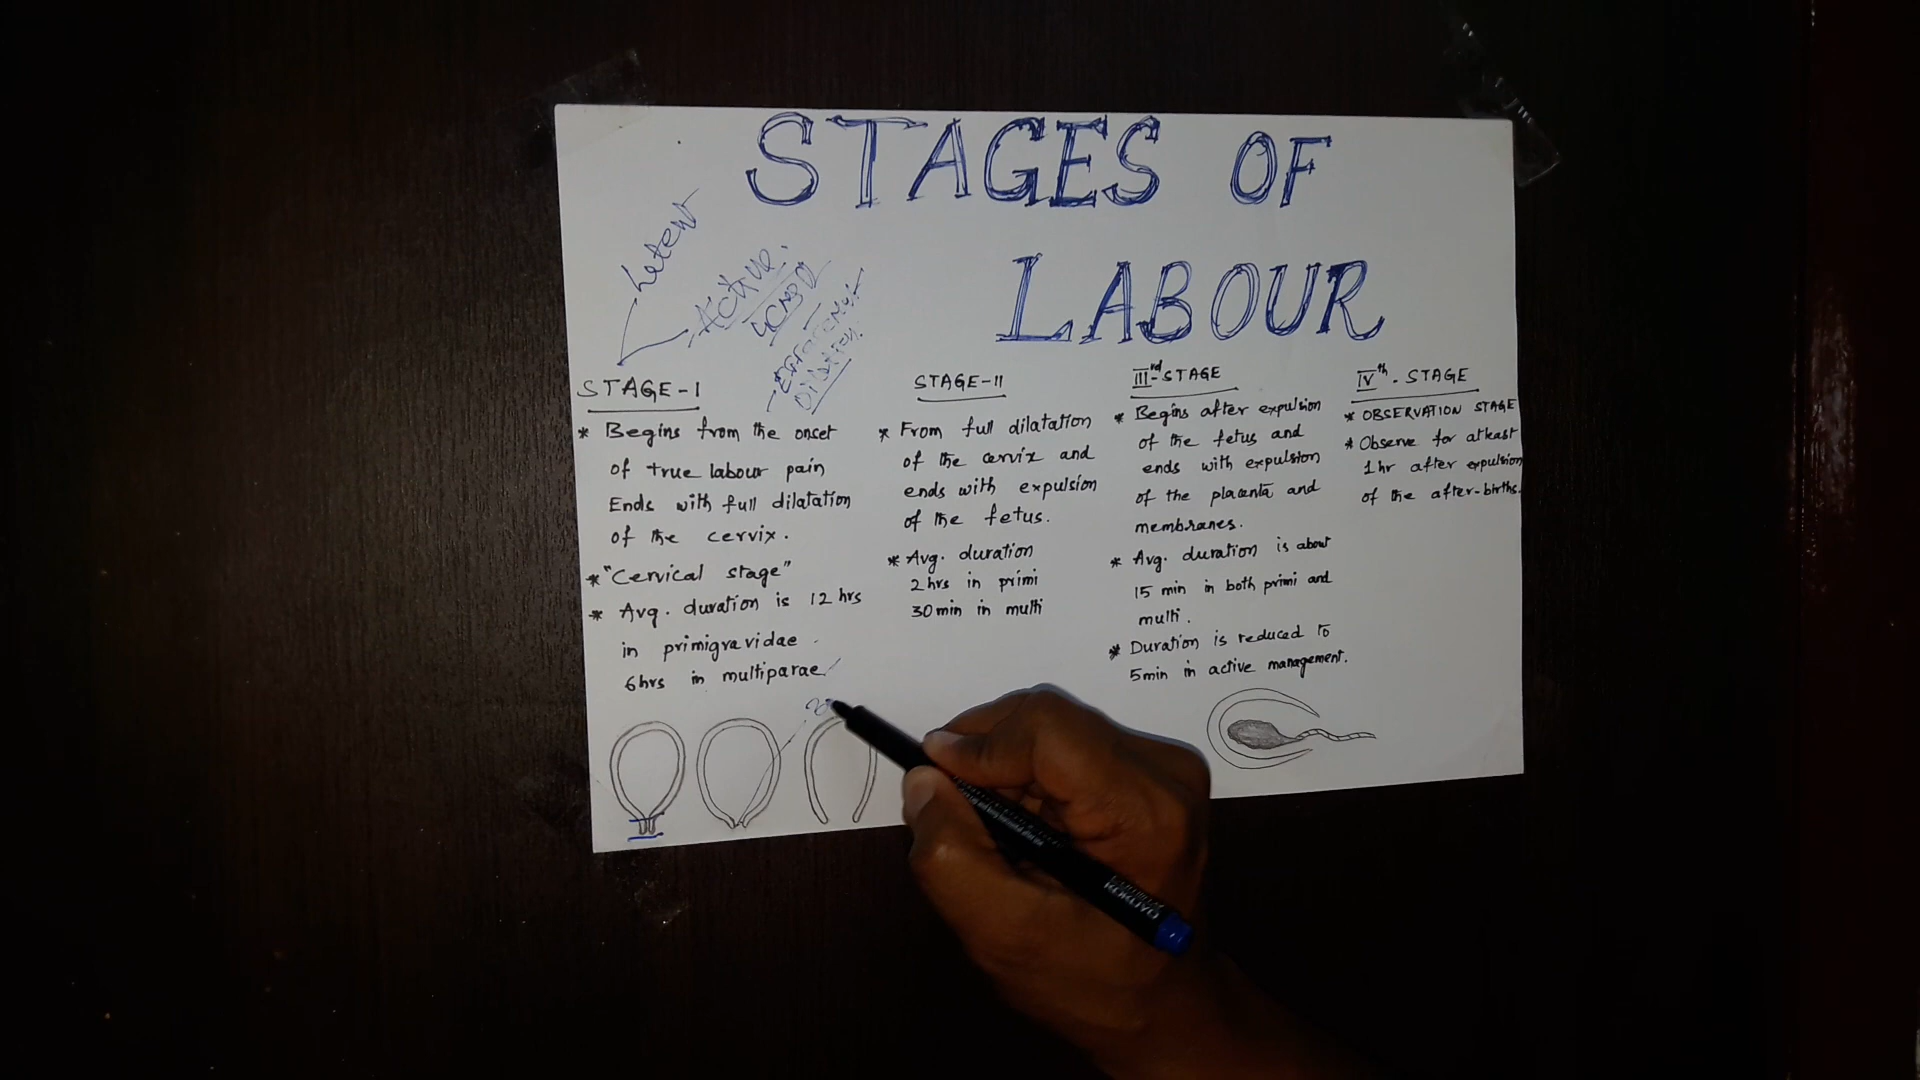 STAGES OF
LABOUR
Latent
Active
4cm
Dilation
STAGE-I
* Begins from the onset
of true labour pain
Ends with full dilatation
of the cervix.
* "Cervical stage"
* Avg. duration is 12 hrs
in primigravidae
6hrs in multiparae
STAGE-II
* From full dilatation
of the cervix and
ends with expulsion
of the fetus.
* Avg. duration
2hrs in primi
30min in multi
IIIrd-STAGE
* Begins after expulsion
of the fetus and
ends with expulsion
of the placenta and
membranes.
* Avg. duration is about
15 min in both primi and
multi.
* Duration is reduced to
5min in active management.
IVth. STAGE
* OBSERVATION STAGE
* Observe for atleast
1hr after expulsion
of the after-births.